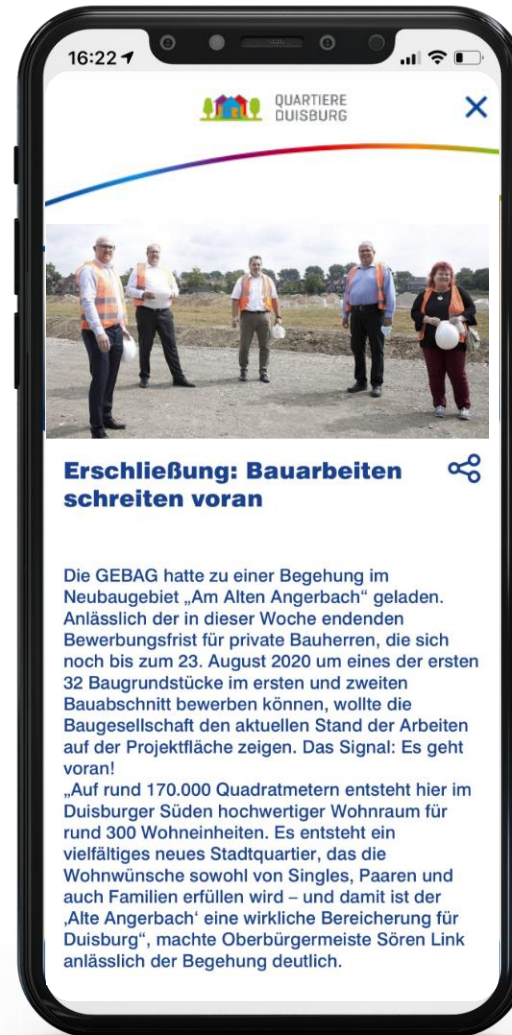 16:22
QUARTIERE
DUISBURG
Erschließung: Bauarbeiten
schreiten voran
Die GEBAG hatte zu einer Begehung im
Neubaugebiet „Am Alten Angerbach“ geladen.
Anlässlich der in dieser Woche endenden
Bewerbungsfrist für private Bauherren, die sich
noch bis zum 23. August 2020 um eines der ersten
32 Baugrundstücke im ersten und zweiten
Bauabschnitt bewerben können, wollte die
Baugesellschaft den aktuellen Stand der Arbeiten
auf der Projektfläche zeigen. Das Signal: Es geht
voran!
„Auf rund 170.000 Quadratmetern entsteht hier im
Duisburger Süden hochwertiger Wohnraum für
rund 300 Wohneinheiten. Es entsteht ein
vielfältiges neues Stadtquartier, das die
Wohnwünsche sowohl von Singles, Paaren und
auch Familien erfüllen wird – und damit ist der
‚Alte Angerbach‘ eine wirkliche Bereicherung für
Duisburg“, machte Oberbürgermeiste Sören Link
anlässlich der Begehung deutlich.